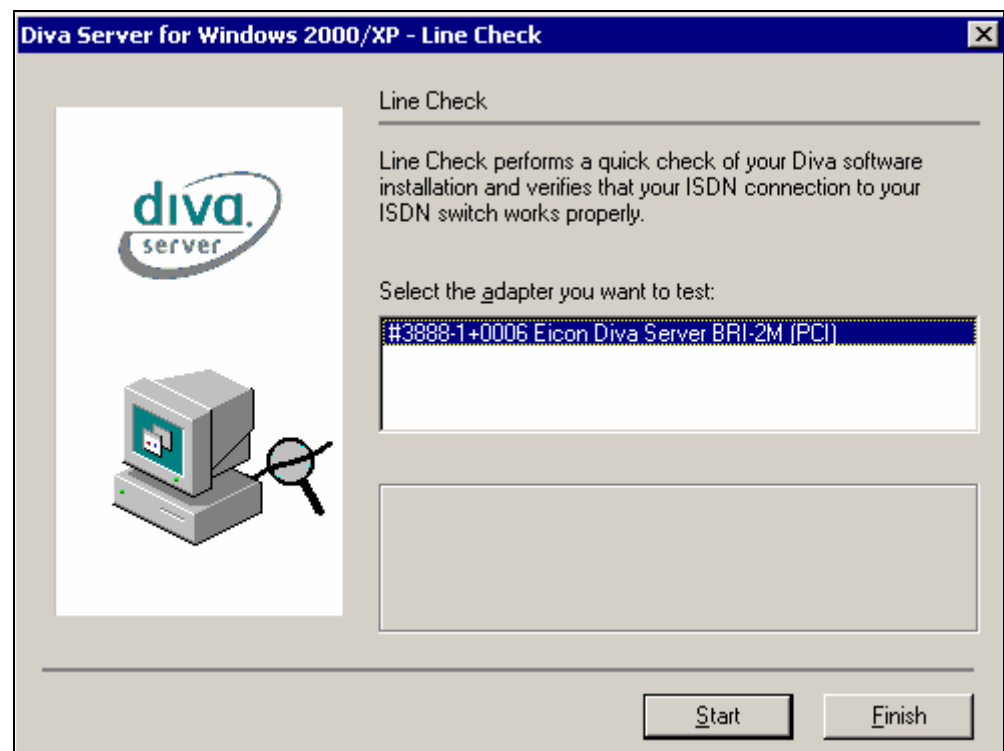 Diva Server for Windows 2000/XP - Line Check
diva.
server
Line Check
Line Check performs a quick check of your Diva software
installation and verifies that your ISDN connection to your
ISDN switch works properly.
Select the adapter you want to test:
#3888-1+0006 Eicon Diva Server BRI-2M (PCI)
Start
Finish